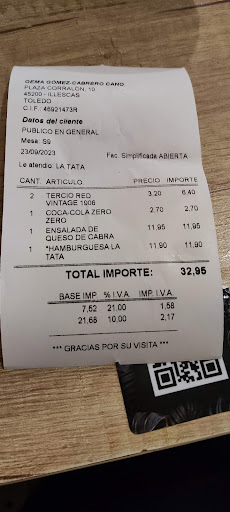 GEMA GOMEZ-CABRERO CANO
PLAZA CORRALON, 10
45200 - ILLESCAS
TOLEDO
C.I.F.: 46921473R
Datos del cliente
PUBLICO EN GENERAL
Mesa: S9
23/09/2023 Fac. Simplificada ABIERTA
Le atendio: LA TATA
CANT. ARTICULO PRECIO IMPORTE
2 TERCIO RED 3,20 6,40
VINTAGE 1906
1 COCA-COLA ZERO 2,70 2,70
ZERO
1 ENSALADA DE 11,95 11,95
QUESO DE CABRA
1 *HAMBURGUESA LA 11,90 11,90
TATA
TOTAL IMPORTE: 32,95
BASE IMP. % I.V.A. IMP. I.V.A.
7,52 21,00 1,58
21,68 10,00 2,17
*** GRACIAS POR SU VISITA ***